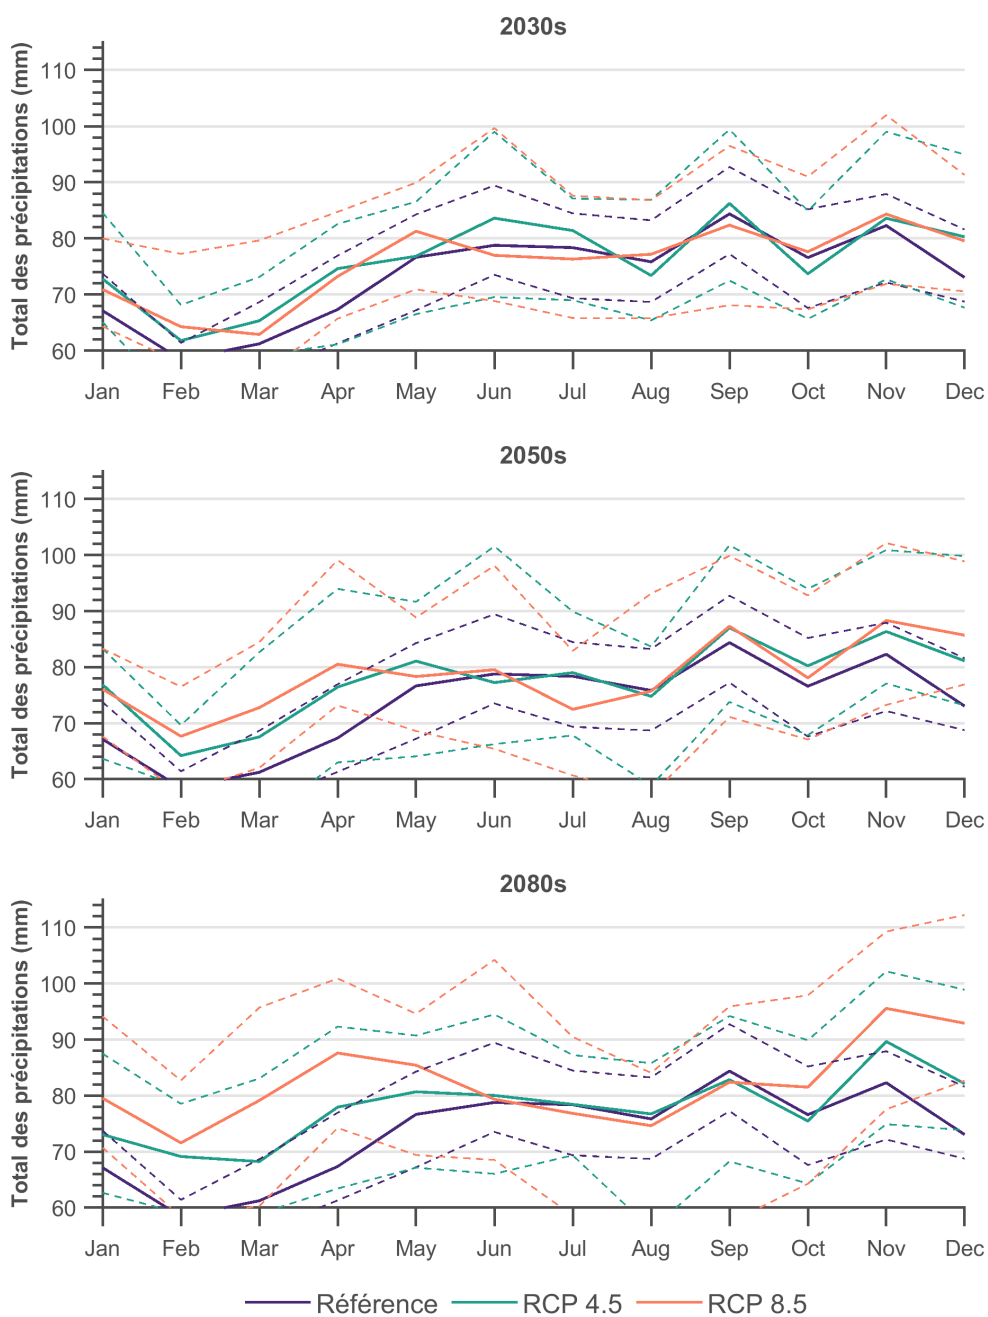 2030s
Total des précipitations (mm)
110
100
90
80
70
60
Jan Feb Mar Apr May Jun Jul Aug Sep Oct Nov Dec
2050s
Total des précipitations (mm)
110
100
90
80
70
60
Jan Feb Mar Apr May Jun Jul Aug Sep Oct Nov Dec
2080s
Total des précipitations (mm)
110
100
90
80
70
60
Jan Feb Mar Apr May Jun Jul Aug Sep Oct Nov Dec
Référence RCP 4.5 RCP 8.5